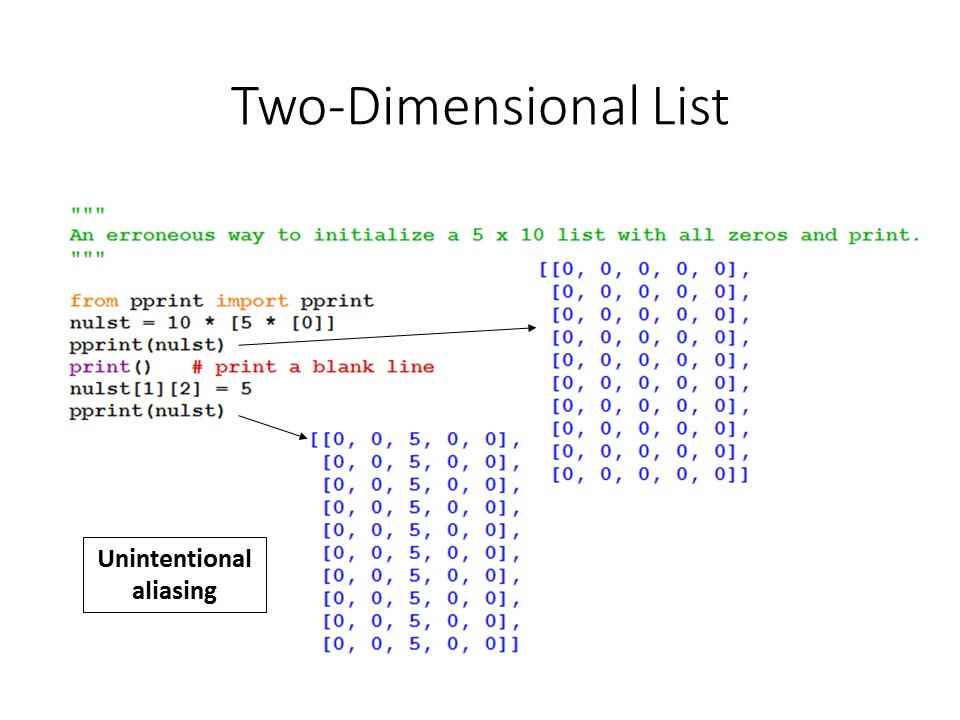 Two-Dimensional List
"""
An erroneous way to initialize a 5 x 10 list with all zeros and print.
"""
from pprint import pprint
nulst = 10 * [5 * [0]]
pprint(nulst)
print()   # print a blank line
nulst[1][2] = 5
pprint(nulst)
[[0, 0, 0, 0, 0],
[0, 0, 0, 0, 0],
[0, 0, 0, 0, 0],
[0, 0, 0, 0, 0],
[0, 0, 0, 0, 0],
[0, 0, 0, 0, 0],
[0, 0, 0, 0, 0],
[0, 0, 0, 0, 0],
[0, 0, 0, 0, 0],
[0, 0, 0, 0, 0]]
[[0, 0, 5, 0, 0],
[0, 0, 5, 0, 0],
[0, 0, 5, 0, 0],
[0, 0, 5, 0, 0],
[0, 0, 5, 0, 0],
[0, 0, 5, 0, 0],
[0, 0, 5, 0, 0],
[0, 0, 5, 0, 0],
[0, 0, 5, 0, 0],
[0, 0, 5, 0, 0]]
Unintentional
aliasing